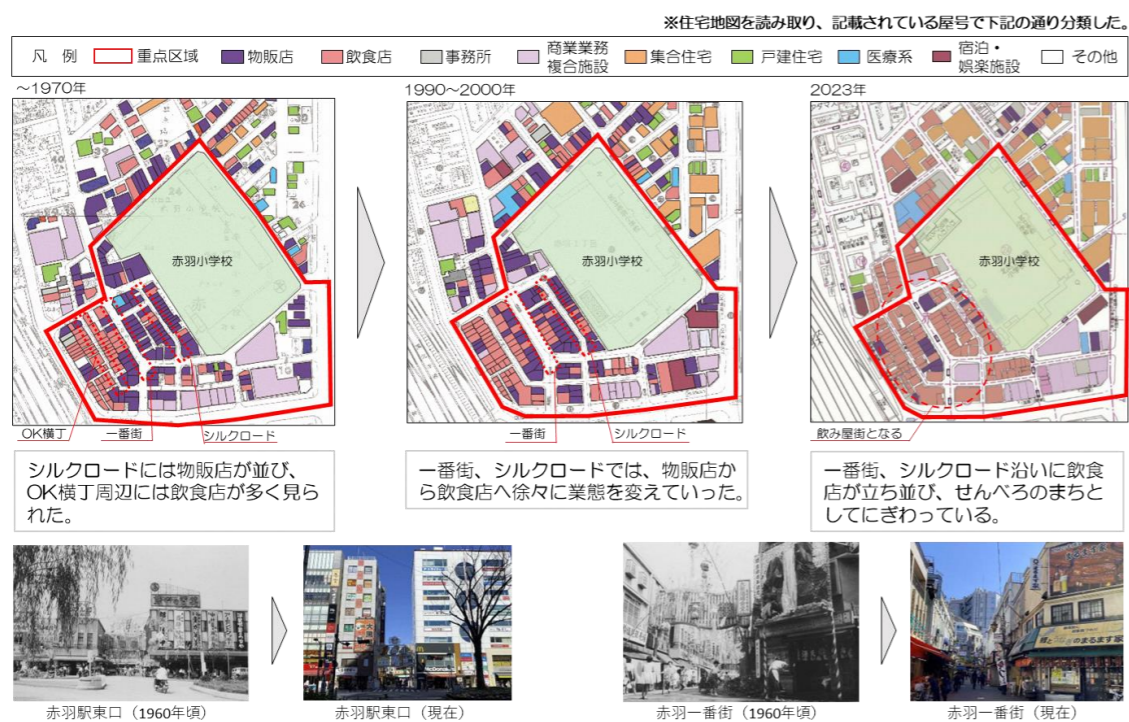 ※住宅地図を読み取り、記載されている屋号で下記の通り分類した。
凡 例 重点区域 物販店 飲食店 事務所 商業業務複合施設 集合住宅 戸建住宅 医療系 宿泊・娯楽施設 その他
～1970年
赤羽小学校
OK横丁 一番街 シルクロード
シルクロードには物販店が並び、
OK横丁周辺には飲食店が多く見ら
れた。
1990～2000年
赤羽小学校
一番街 シルクロード
一番街、シルクロードでは、物販店か
ら飲食店へ徐々に業態を変えていった。
2023年
赤羽小学校
飲み屋街となる
一番街、シルクロード沿いに飲食
店が立ち並び、せんべろのまちと
してにぎわっている。
赤羽駅東口（1960年頃）
赤羽駅東口（現在）
赤羽一番街（1960年頃）
赤羽一番街（現在）